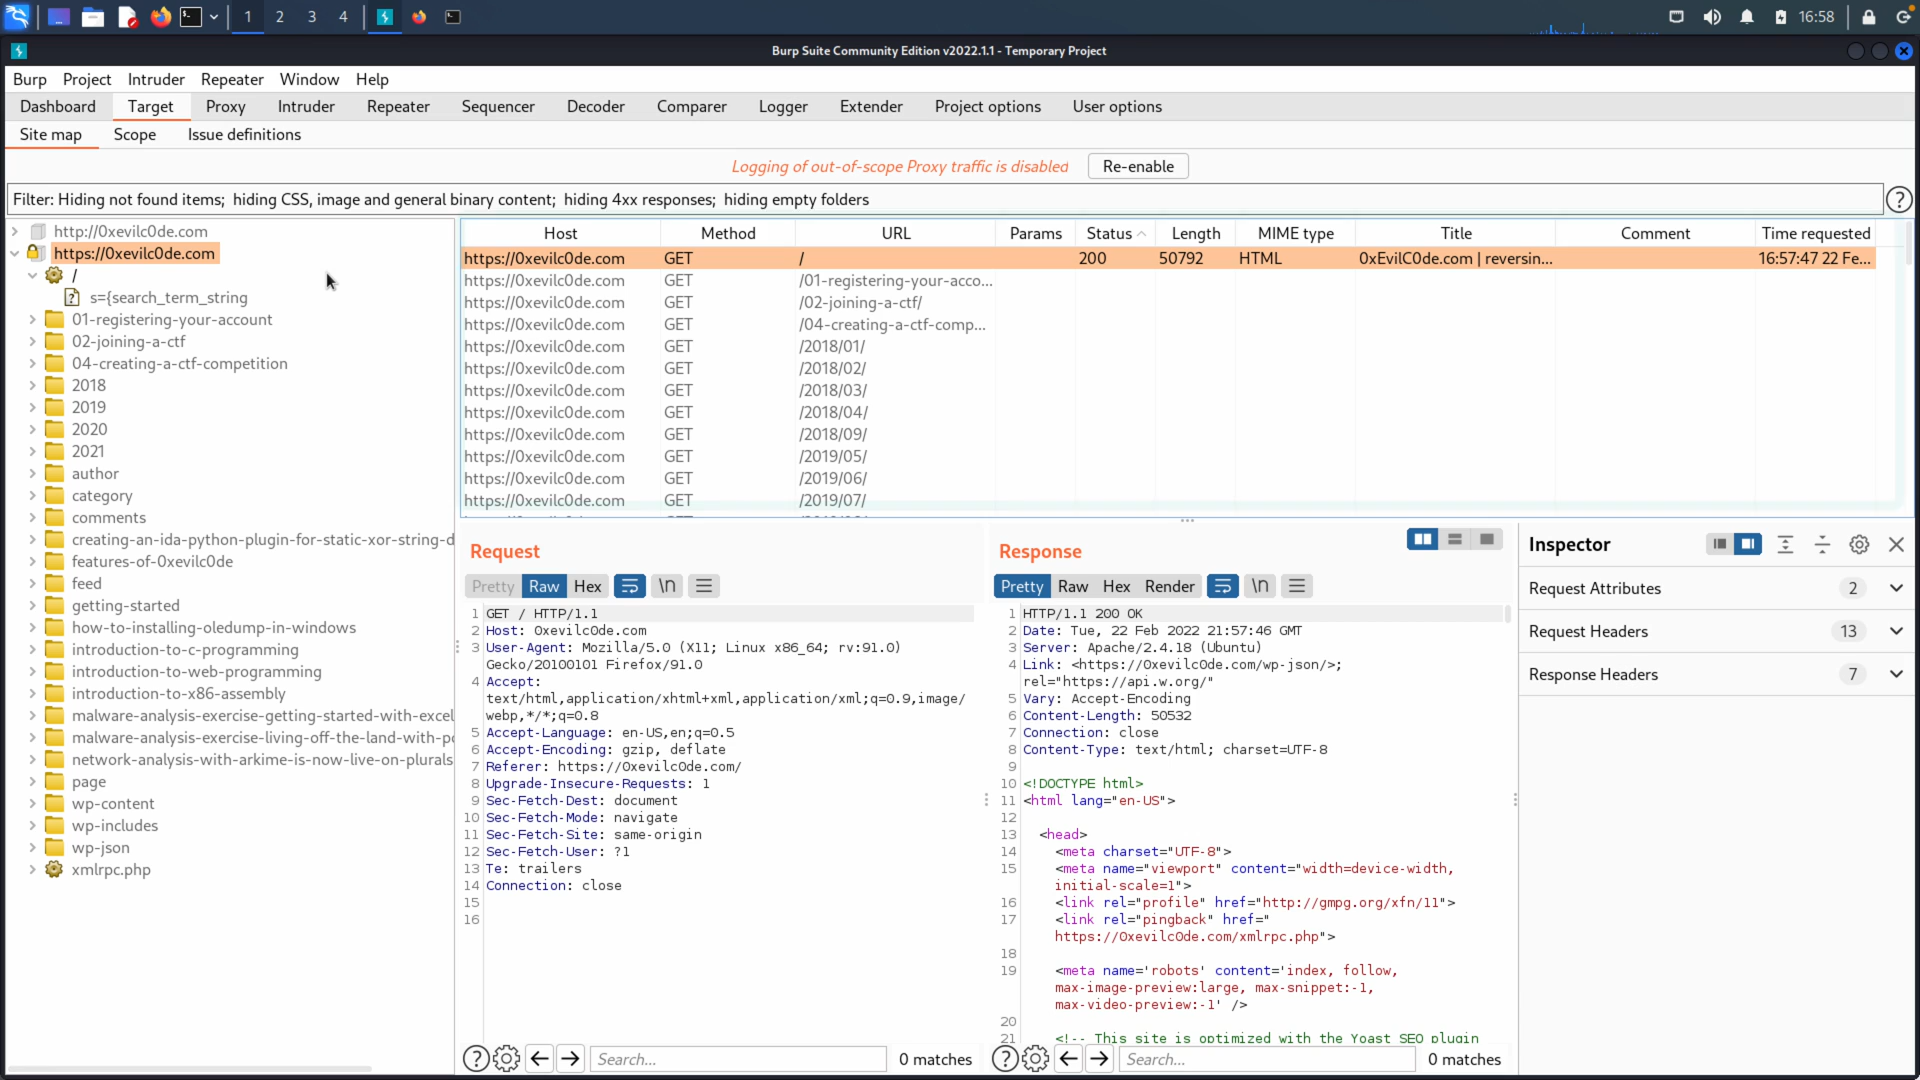 1 2 3 4 16:58
Burp Suite Community Edition v2022.1.1 - Temporary Project
Burp Project Intruder Repeater Window Help
Dashboard Target Proxy Intruder Repeater Sequencer Decoder Comparer Logger Extender Project options User options
Site map Scope Issue definitions
Logging of out-of-scope Proxy traffic is disabled Re-enable
Filter: Hiding not found items; hiding CSS, image and general binary content; hiding 4xx responses; hiding empty folders ?
http://0xevilc0de.com
https://0xevilc0de.com
/
s={search_term_string
01-registering-your-account
02-joining-a-ctf
04-creating-a-ctf-competition
2018
2019
2020
2021
author
category
comments
creating-an-ida-python-plugin-for-static-xor-string-d
features-of-0xevilc0de
feed
getting-started
how-to-installing-oledump-in-windows
introduction-to-c-programming
introduction-to-web-programming
introduction-to-x86-assembly
malware-analysis-exercise-getting-started-with-excel
malware-analysis-exercise-living-off-the-land-with-po
network-analysis-with-arkime-is-now-live-on-plurals
page
wp-content
wp-includes
wp-json
xmlrpc.php
Host Method URL Params Status Length MIME type Title Comment Time requested
https://0xevilc0de.com GET / 200 50792 HTML 0xEvilC0de.com | reversin... 16:57:47 22 Fe...
https://0xevilc0de.com GET /01-registering-your-acco...
https://0xevilc0de.com GET /02-joining-a-ctf/
https://0xevilc0de.com GET /04-creating-a-ctf-comp...
https://0xevilc0de.com GET /2018/01/
https://0xevilc0de.com GET /2018/02/
https://0xevilc0de.com GET /2018/03/
https://0xevilc0de.com GET /2018/04/
https://0xevilc0de.com GET /2018/09/
https://0xevilc0de.com GET /2019/05/
https://0xevilc0de.com GET /2019/06/
https://0xevilc0de.com GET /2019/07/
Request
Pretty Raw Hex \n
1 GET / HTTP/1.1
2 Host: 0xevilc0de.com
3 User-Agent: Mozilla/5.0 (X11; Linux x86_64; rv:91.0)
Gecko/20100101 Firefox/91.0
4 Accept:
text/html,application/xhtml+xml,application/xml;q=0.9,image/
webp,*/*;q=0.8
5 Accept-Language: en-US,en;q=0.5
6 Accept-Encoding: gzip, deflate
7 Referer: https://0xevilc0de.com/
8 Upgrade-Insecure-Requests: 1
9 Sec-Fetch-Dest: document
10 Sec-Fetch-Mode: navigate
11 Sec-Fetch-Site: same-origin
12 Sec-Fetch-User: ?1
13 Te: trailers
14 Connection: close
15
16
? Search... 0 matches
Response
Pretty Raw Hex Render \n
1 HTTP/1.1 200 OK
2 Date: Tue, 22 Feb 2022 21:57:46 GMT
3 Server: Apache/2.4.18 (Ubuntu)
4 Link: <https://0xevilc0de.com/wp-json/>;
rel="https://api.w.org/"
5 Vary: Accept-Encoding
6 Content-Length: 50532
7 Connection: close
8 Content-Type: text/html; charset=UTF-8
9
10 <!DOCTYPE html>
11 <html lang="en-US">
12
13 <head>
14 <meta charset="UTF-8">
15 <meta name="viewport" content="width=device-width,
initial-scale=1">
16 <link rel="profile" href="http://gmpg.org/xfn/11">
17 <link rel="pingback" href="
https://0xevilc0de.com/xmlrpc.php">
18
19 <meta name='robots' content='index, follow,
max-image-preview:large, max-snippet:-1,
max-video-preview:-1' />
20
21 <!-- This site is optimized with the Yoast SEO plugin
? Search... 0 matches
Inspector
Request Attributes 2
Request Headers 13
Response Headers 7